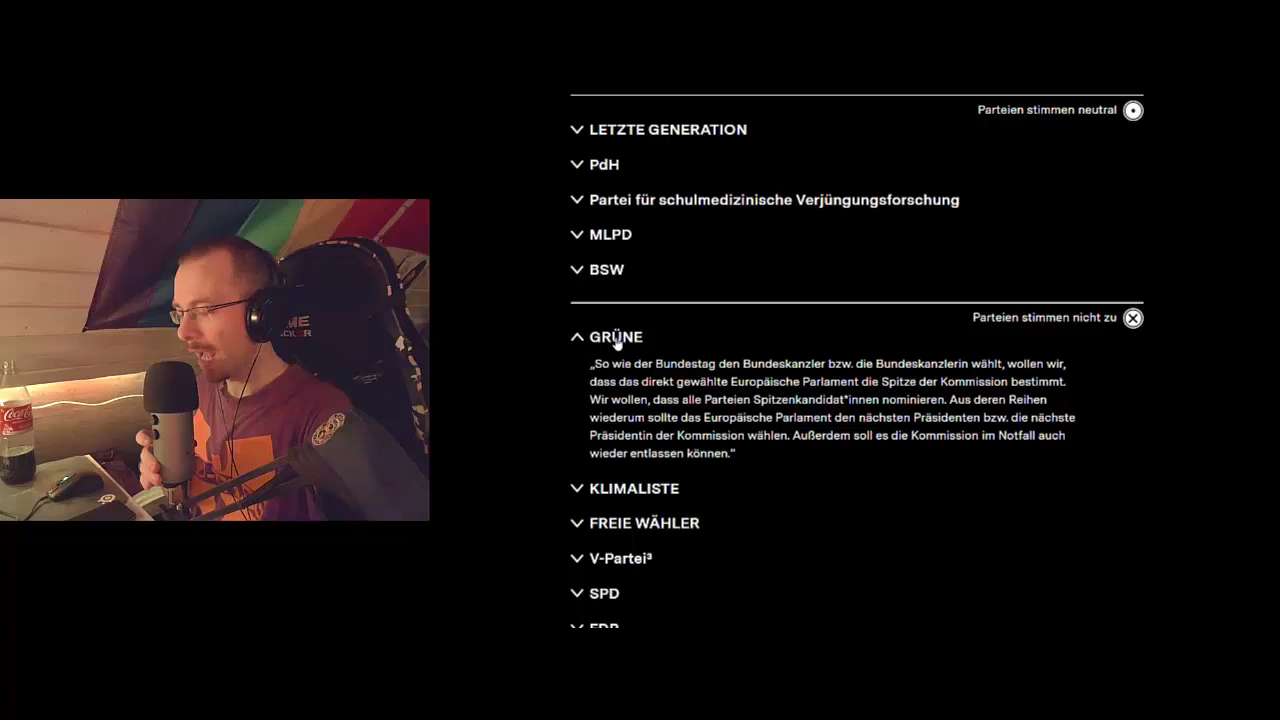 Parteien stimmen neutral
LETZTE GENERATION
PdH
Partei für schulmedizinische Verjüngungsforschung
MLPD
BSW
Parteien stimmen nicht zu
GRÜNE
„So wie der Bundestag den Bundeskanzler bzw. die Bundeskanzlerin wählt, wollen wir,
dass das direkt gewählte Europäische Parlament die Spitze der Kommission bestimmt.
Wir wollen, dass alle Parteien Spitzenkandidat*innen nominieren. Aus deren Reihen
wiederum sollte das Europäische Parlament den nächsten Präsidenten bzw. die nächste
Präsidentin der Kommission wählen. Außerdem soll es die Kommission im Notfall auch
wieder entlassen können.“
KLIMALISTE
FREIE WÄHLER
V-Partei³
SPD
FDP
Coca-Cola